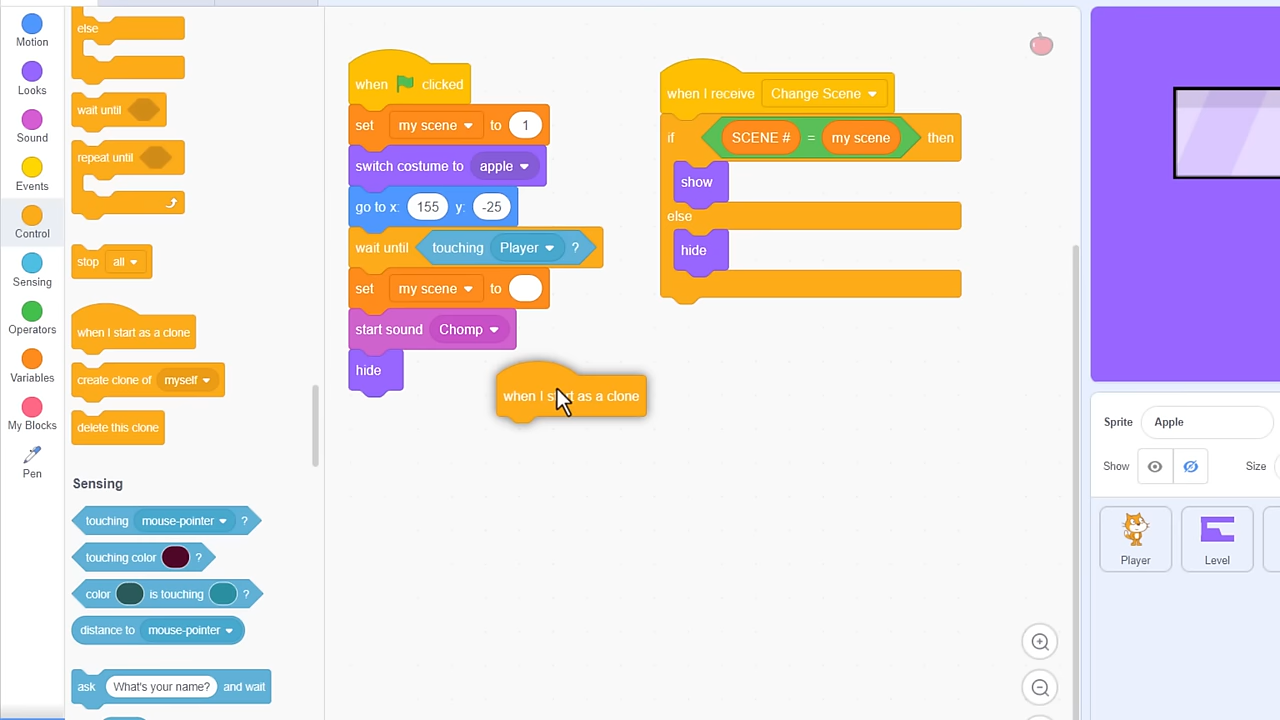 Motion
Looks
Sound
Events
Control
Sensing
Operators
Variables
My Blocks
Pen
else
wait until
repeat until
stop all
when I start as a clone
create clone of myself
delete this clone
Sensing
touching mouse-pointer ?
touching color ?
color is touching ?
distance to mouse-pointer
ask What's your name? and wait
when clicked
set my scene to 1
switch costume to apple
go to x: 155 y: -25
wait until touching Player ?
set my scene to
start sound Chomp
hide
when I start as a clone
when I receive Change Scene
if SCENE # = my scene then
show
else
hide
Sprite Apple
Show Size
Player
Level